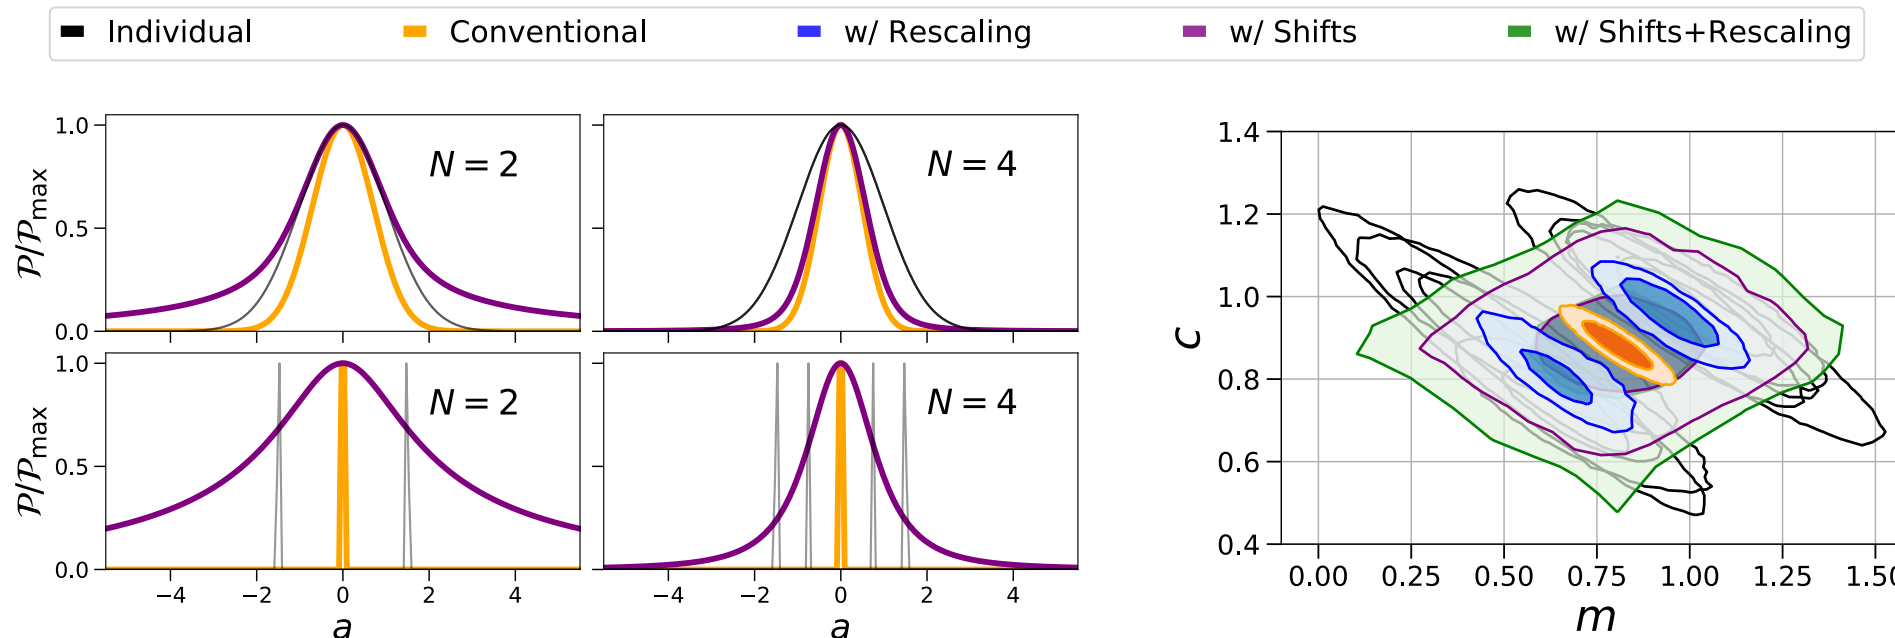 Individual Conventional w/ Rescaling w/ Shifts w/ Shifts+Rescaling
1.0
0.5
0.0
P/P_max
N = 2
N = 4
1.0
0.5
0.0
P/P_max
N = 2
N = 4
−4 −2 0 2 4
a
−4 −2 0 2 4
a
1.4
1.2
1.0
0.8
0.6
0.4
c
0.00 0.25 0.50 0.75 1.00 1.25 1.50
m